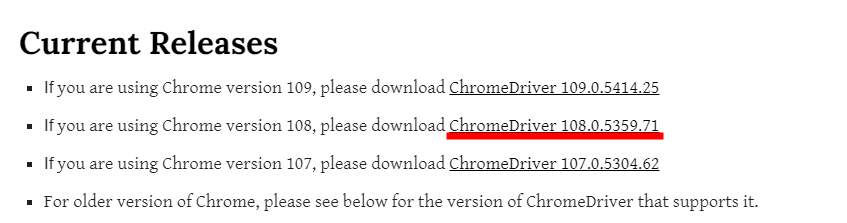 Current Releases
If you are using Chrome version 109, please download ChromeDriver 109.0.5414.25
If you are using Chrome version 108, please download ChromeDriver 108.0.5359.71
If you are using Chrome version 107, please download ChromeDriver 107.0.5304.62
For older version of Chrome, please see below for the version of ChromeDriver that supports it.